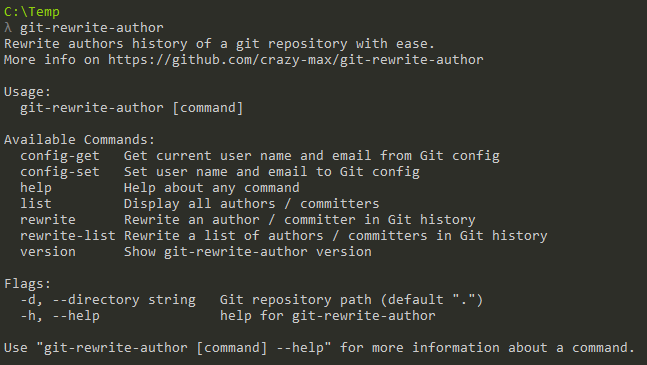 C:\Temp
λ git-rewrite-author
Rewrite authors history of a git repository with ease.
More info on https://github.com/crazy-max/git-rewrite-author

Usage:
  git-rewrite-author [command]

Available Commands:
  config-get   Get current user name and email from Git config
  config-set   Set user name and email to Git config
  help         Help about any command
  list         Display all authors / committers
  rewrite      Rewrite an author / committer in Git history
  rewrite-list Rewrite a list of authors / committers in Git history
  version      Show git-rewrite-author version

Flags:
  -d, --directory string   Git repository path (default ".")
  -h, --help               help for git-rewrite-author

Use "git-rewrite-author [command] --help" for more information about a command.